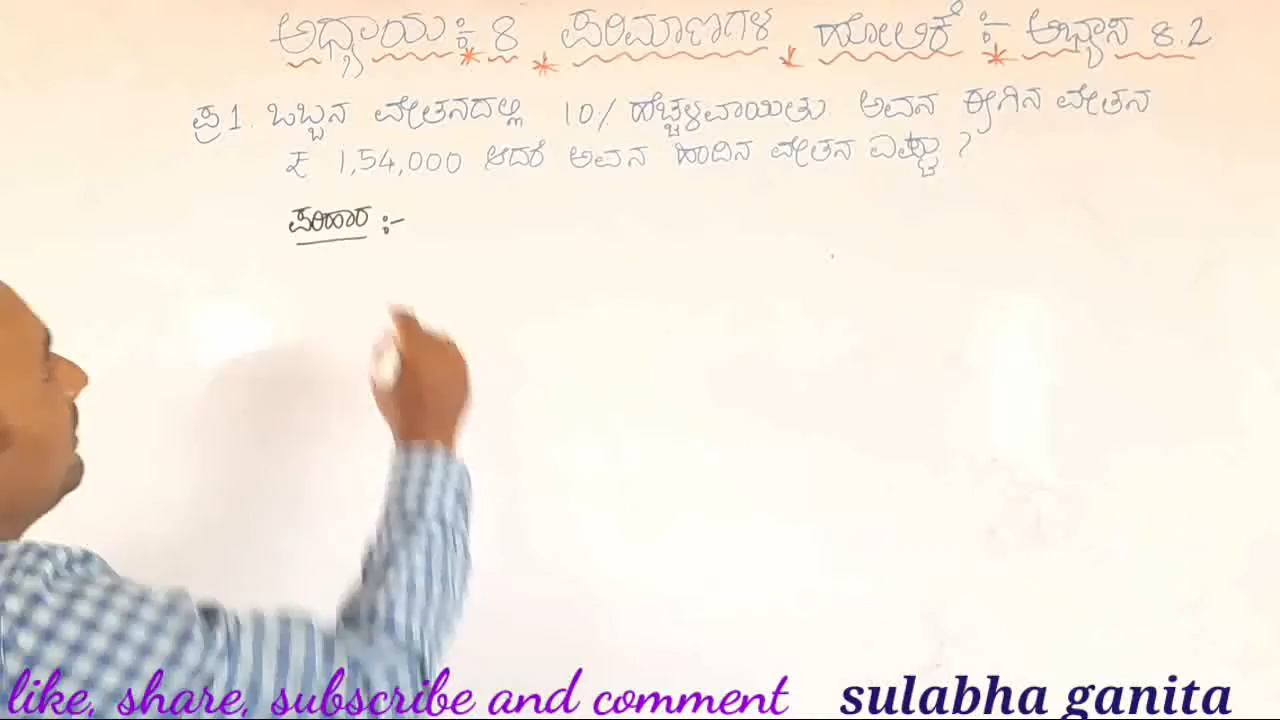 ಅಧ್ಯಾಯ ಃ 8 ಪರಿಮಾಣಗಳ ಹೋಲಿಕೆ :- ಅಭ್ಯಾಸ 8.2
ಪ್ರ 1. ಒಬ್ಬನ ವೇತನದಲ್ಲಿ 10% ಹೆಚ್ಚಳವಾಯಿತು. ಅವನ ಈಗಿನ ವೇತನ
₹ 1,54,000 ಆದರೆ ಅವನ ಹಿಂದಿನ ವೇತನ ಎಷ್ಟು ?
ಪರಿಹಾರ :-
like, share, subscribe and comment sulabha ganita